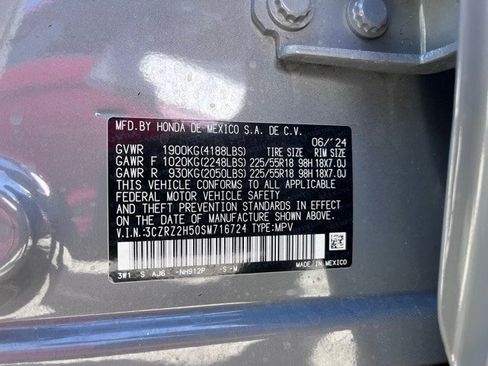 MFD.BY HONDA DE MEXICO S.A. DE C.V. 06/'24
GVWR 1900KG(4188LBS) TIRE SIZE RIM SIZE
GAWR F 1020KG(2248LBS) 225/55R18 98H 18X7.0J
GAWR R 930KG(2050LBS) 225/55R18 98H 18X7.0J
THIS VEHICLE CONFORMS TO ALL APPLICABLE
FEDERAL MOTOR VEHICLE SAFETY
AND THEFT PREVENTION STANDARDS IN EFFECT ON
THE DATE OF MANUFACTURE SHOWN ABOVE.
V.I.N.:3CZRZ2H50SM716724 TYPE:MPV
3W1 S AJ6 -NH912P -S-M
MADE IN MEXICO